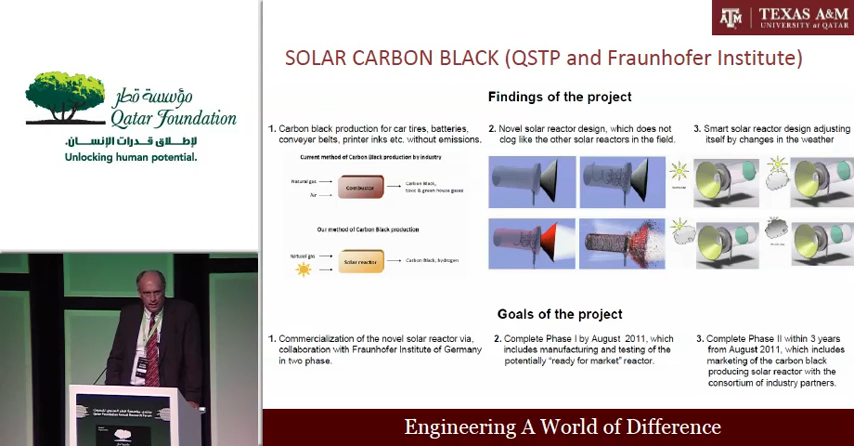 مؤسسة قطر
Qatar Foundation
لإطلاق قدرات الإنسان.
Unlocking human potential.
ATM
TEXAS A&M
UNIVERSITY at QATAR
SOLAR CARBON BLACK (QSTP and Fraunhofer Institute)
Findings of the project
1. Carbon black production for car tires, batteries,
conveyer belts, printer inks etc. without emissions.
Current method of Carbon Black production by industry
Natural gas
Air
Combustor
Carbon Black,
toxic & green house gases
Our method of Carbon Black production
Natural gas
Solar reactor
Carbon Black, hydrogen
2. Novel solar reactor design, which does not
clog like the other solar reactors in the field.
3. Smart solar reactor design adjusting
itself by changes in the weather
Goals of the project
1. Commercialization of the novel solar reactor via,
collaboration with Fraunhofer Institute of Germany
in two phase.
2. Complete Phase I by August 2011, which
includes manufacturing and testing of the
potentially "ready for market" reactor.
3. Complete Phase II within 3 years
from August 2011, which includes
marketing of the carbon black
producing solar reactor with the
consortium of industry partners.
Engineering A World of Difference
Qatar Foundation Annual Research Forum